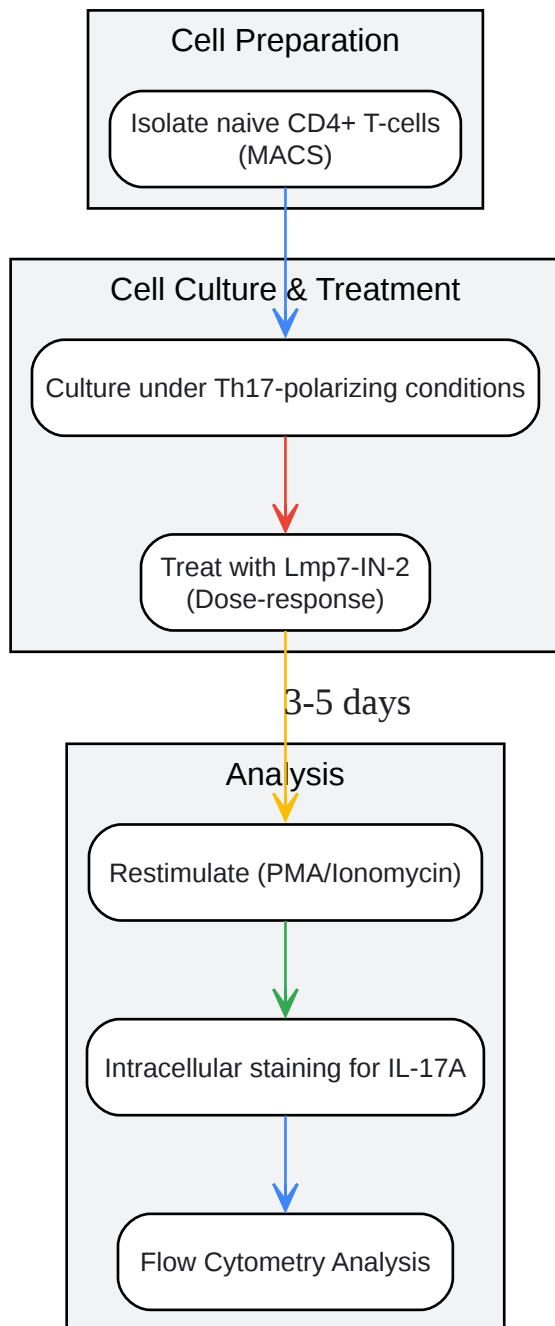 Cell Preparation
Isolate naive CD4+ T-cells
(MACS)
Cell Culture & Treatment
Culture under Th17-polarizing conditions
Treat with Lmp7-IN-2
(Dose-response)
3-5 days
Analysis
Restimulate (PMA/Ionomycin)
Intracellular staining for IL-17A
Flow Cytometry Analysis